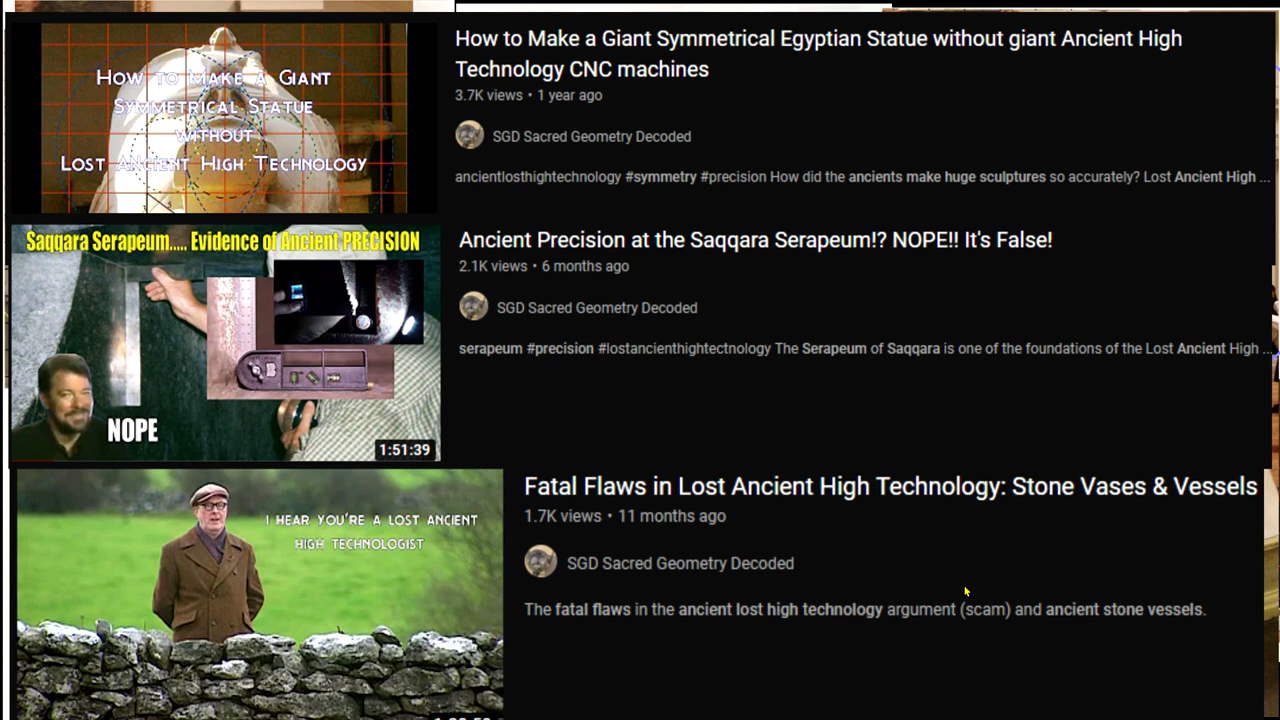 How to Make a Giant
Symmetrical Statue
without
Lost Ancient High Technology
How to Make a Giant Symmetrical Egyptian Statue without giant Ancient High
Technology CNC machines
3.7K views • 1 year ago
SGD Sacred Geometry Decoded
ancientlosthightechnology #symmetry #precision How did the ancients make huge sculptures so accurately? Lost Ancient High ...
Saqqara Serapeum..... Evidence of Ancient PRECISION
NOPE
1:51:39
Ancient Precision at the Saqqara Serapeum!? NOPE!! It's False!
2.1K views • 6 months ago
SGD Sacred Geometry Decoded
serapeum #precision #lostancienthightectnology The Serapeum of Saqqara is one of the foundations of the Lost Ancient High ...
I hear you're a lost ancient
high technologist
Fatal Flaws in Lost Ancient High Technology: Stone Vases & Vessels
1.7K views • 11 months ago
SGD Sacred Geometry Decoded
The fatal flaws in the ancient lost high technology argument (scam) and ancient stone vessels.